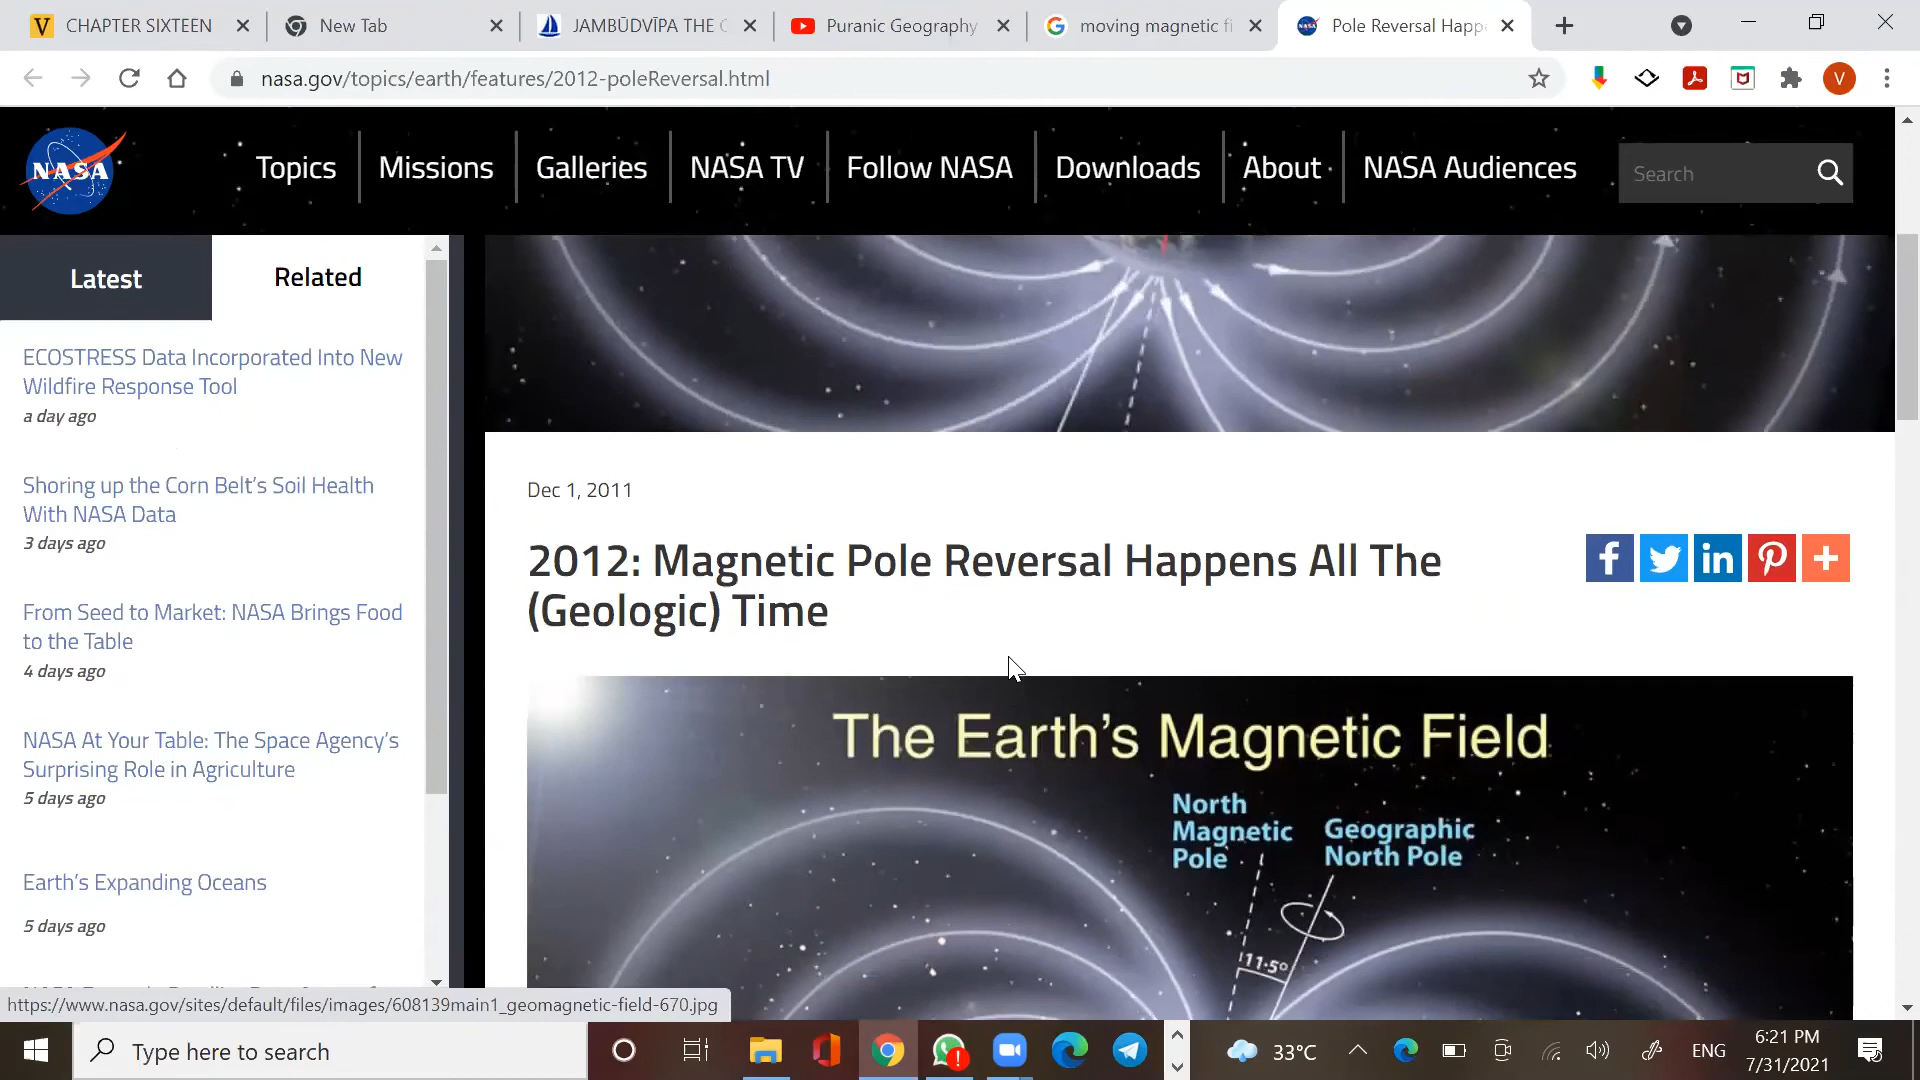 CHAPTER SIXTEEN
New Tab
JAMBŪDVĪPA THE C
Puranic Geography
moving magnetic fi
Pole Reversal Happe
nasa.gov/topics/earth/features/2012-poleReversal.html
V
NASA
Topics
Missions
Galleries
NASA TV
Follow NASA
Downloads
About
NASA Audiences
Search
Latest
Related
ECOSTRESS Data Incorporated Into New
Wildfire Response Tool
a day ago
Shoring up the Corn Belt's Soil Health
With NASA Data
3 days ago
From Seed to Market: NASA Brings Food
to the Table
4 days ago
NASA At Your Table: The Space Agency's
Surprising Role in Agriculture
5 days ago
Earth's Expanding Oceans
5 days ago
Dec 1, 2011
2012: Magnetic Pole Reversal Happens All The
(Geologic) Time
The Earth's Magnetic Field
North
Magnetic
Pole
Geographic
North Pole
11.5°
https://www.nasa.gov/sites/default/files/images/608139main1_geomagnetic-field-670.jpg
Type here to search
33°C
ENG
6:21 PM
7/31/2021